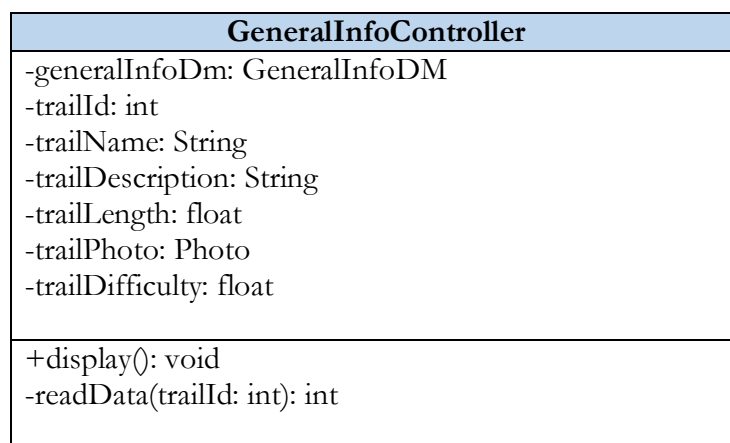 GeneralInfoController
-generalInfoDm: GeneralInfoDM
-trailId: int
-trailName: String
-trailDescription: String
-trailLength: float
-trailPhoto: Photo
-trailDifficulty: float
+display(): void
-readData(trailId: int): int